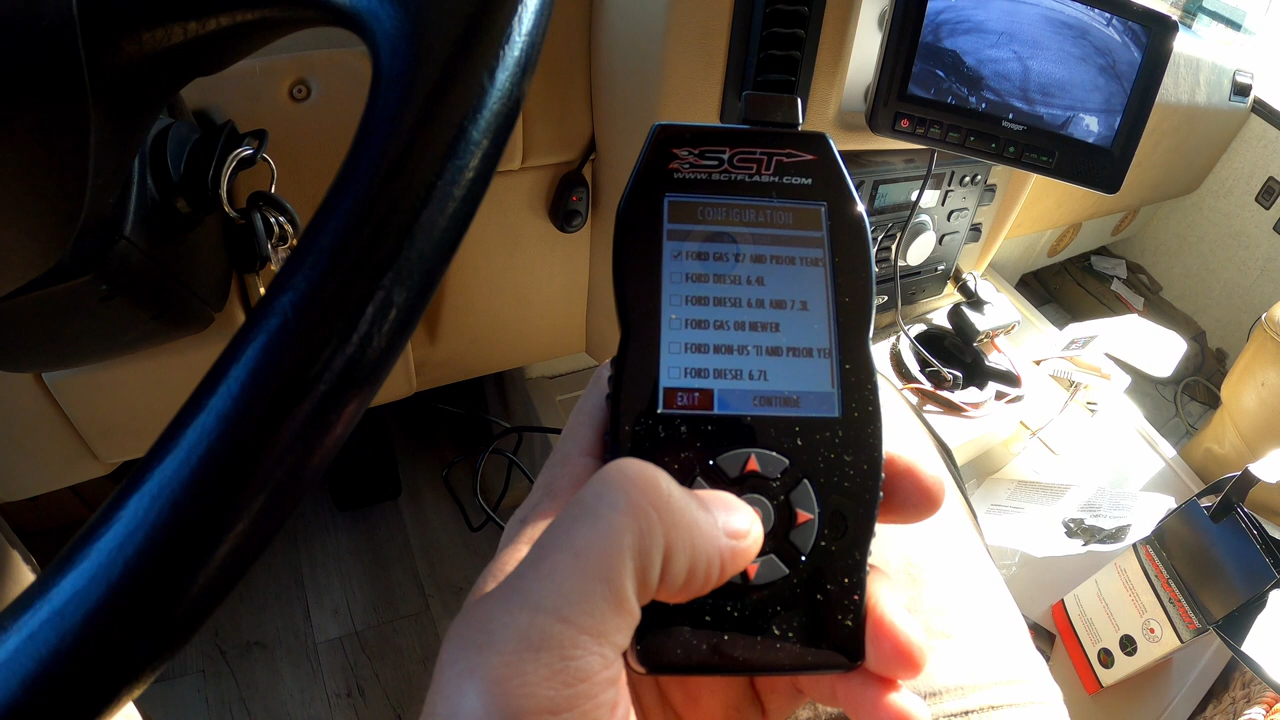 Voyager
SCT
WWW.SCTFLASH.COM
CONFIGURATION
FORD GAS '07 AND PRIOR YEARS
FORD DIESEL 6.4L
FORD DIESEL 6.0L AND 7.3L
FORD GAS 08 NEWER
FORD NON-US '11 AND PRIOR YE
FORD DIESEL 6.7L
EXIT
CONTINUE